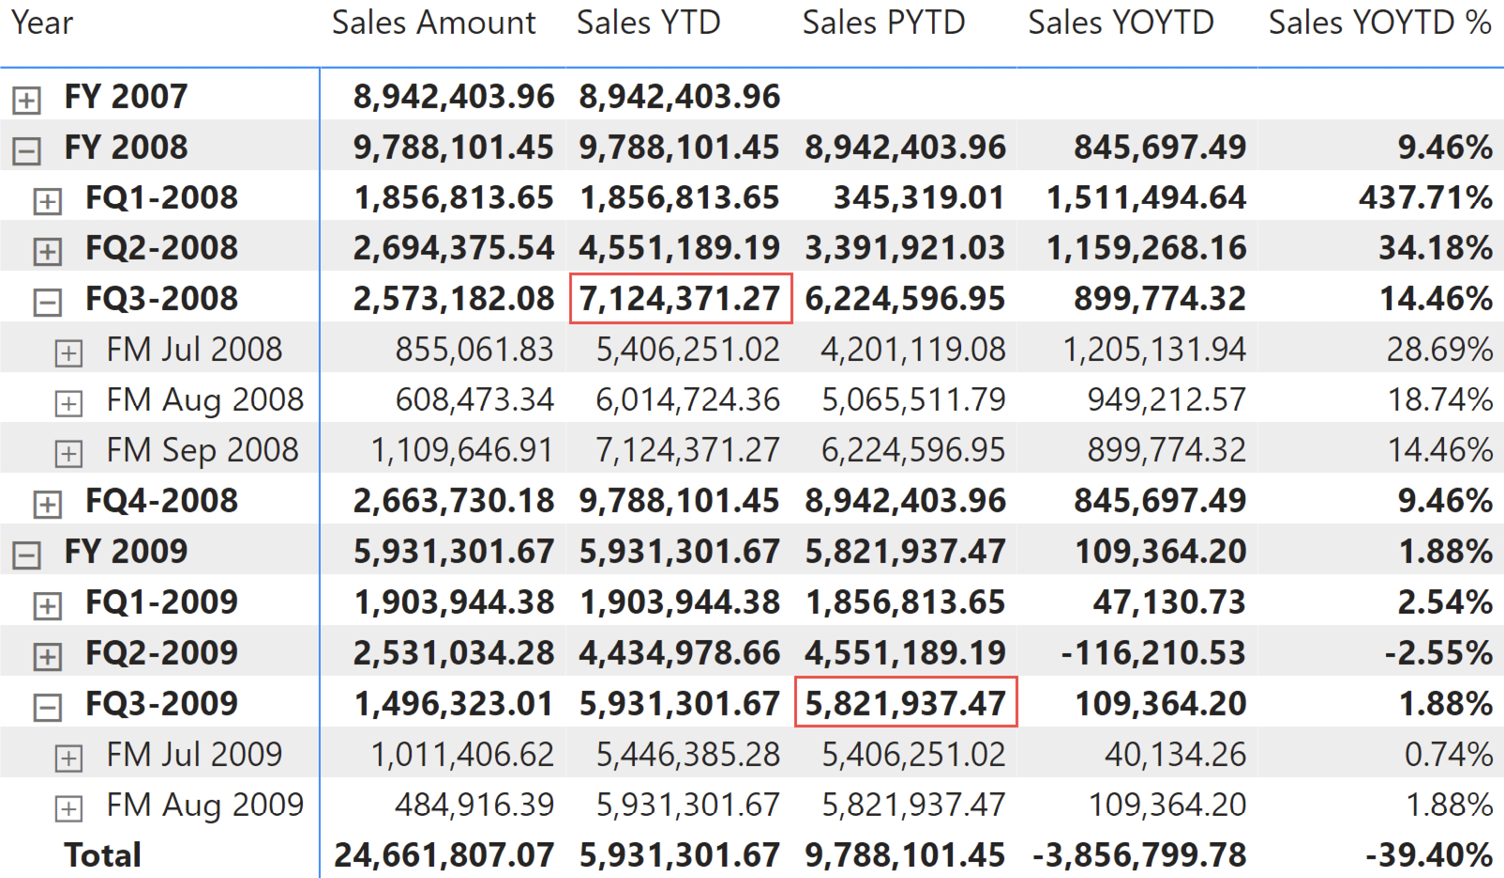 Year Sales Amount Sales YTD Sales PYTD Sales YOYTD Sales YOYTD %
FY 2007 8,942,403.96 8,942,403.96
FY 2008 9,788,101.45 9,788,101.45 8,942,403.96 845,697.49 9.46%
FQ1-2008 1,856,813.65 1,856,813.65 345,319.01 1,511,494.64 437.71%
FQ2-2008 2,694,375.54 4,551,189.19 3,391,921.03 1,159,268.16 34.18%
FQ3-2008 2,573,182.08 7,124,371.27 6,224,596.95 899,774.32 14.46%
FM Jul 2008 855,061.83 5,406,251.02 4,201,119.08 1,205,131.94 28.69%
FM Aug 2008 608,473.34 6,014,724.36 5,065,511.79 949,212.57 18.74%
FM Sep 2008 1,109,646.91 7,124,371.27 6,224,596.95 899,774.32 14.46%
FQ4-2008 2,663,730.18 9,788,101.45 8,942,403.96 845,697.49 9.46%
FY 2009 5,931,301.67 5,931,301.67 5,821,937.47 109,364.20 1.88%
FQ1-2009 1,903,944.38 1,903,944.38 1,856,813.65 47,130.73 2.54%
FQ2-2009 2,531,034.28 4,434,978.66 4,551,189.19 -116,210.53 -2.55%
FQ3-2009 1,496,323.01 5,931,301.67 5,821,937.47 109,364.20 1.88%
FM Jul 2009 1,011,406.62 5,446,385.28 5,406,251.02 40,134.26 0.74%
FM Aug 2009 484,916.39 5,931,301.67 5,821,937.47 109,364.20 1.88%
Total 24,661,807.07 5,931,301.67 9,788,101.45 -3,856,799.78 -39.40%